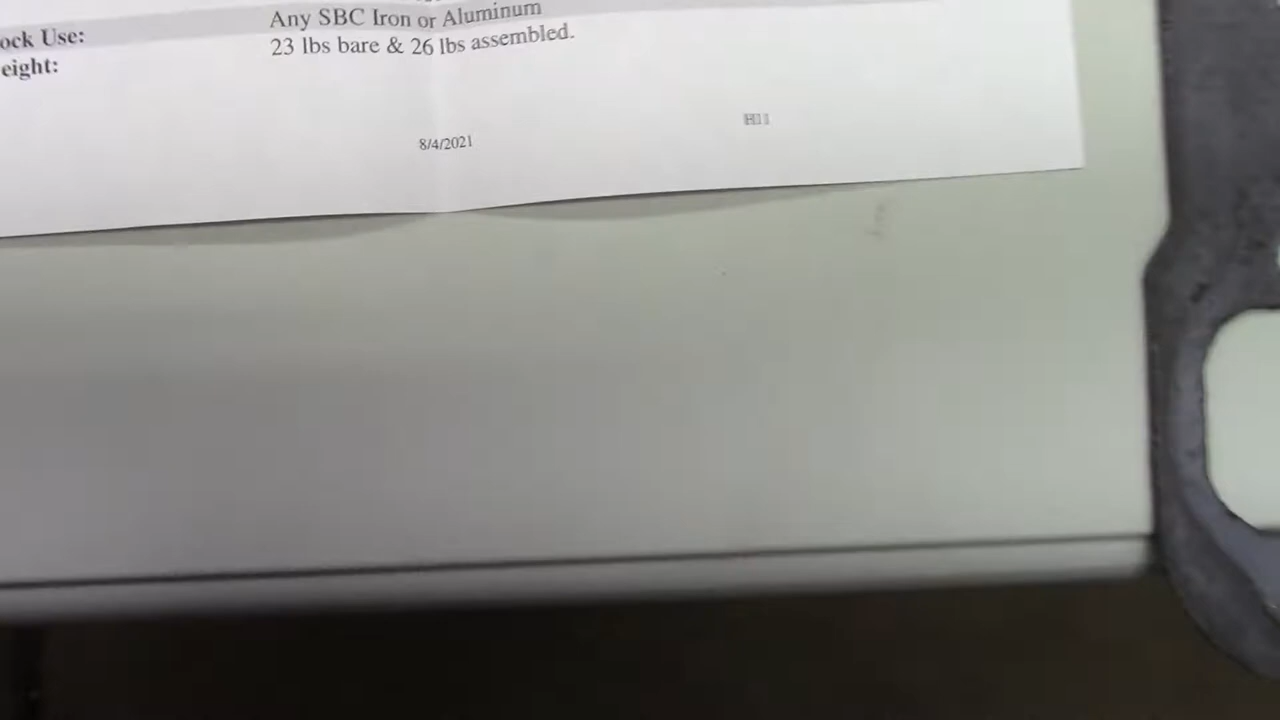 ock Use: Any SBC Iron or Aluminum
eight: 23 lbs bare & 26 lbs assembled.
8/4/2021